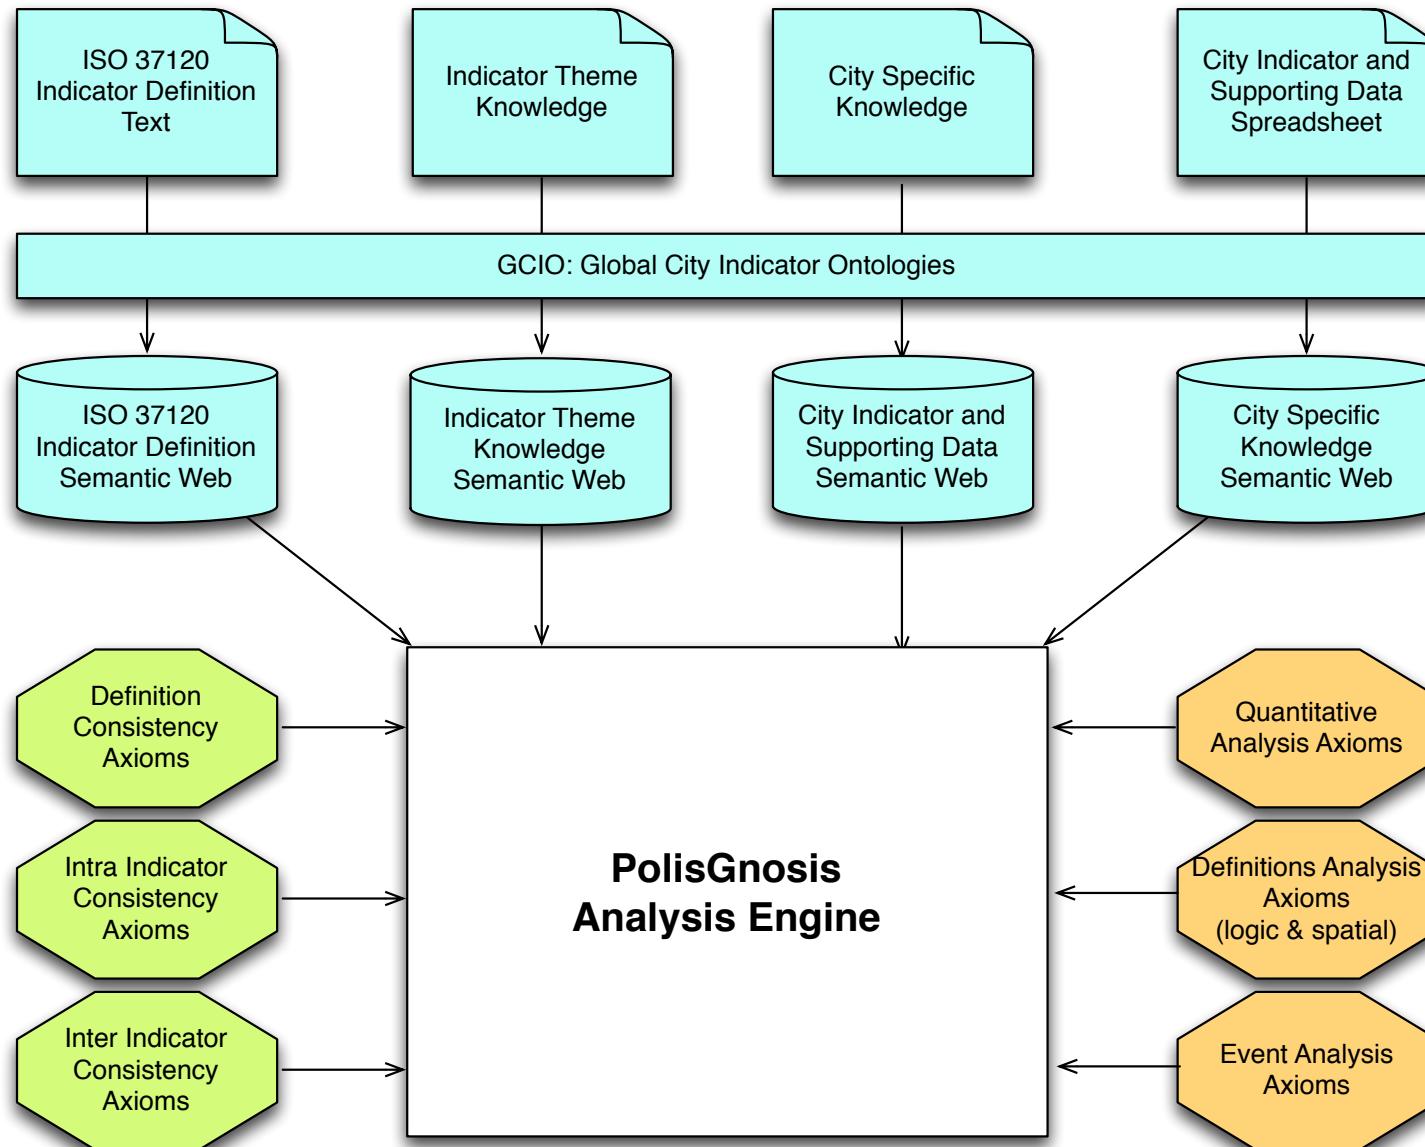 ISO 37120
Indicator Definition
Text
Indicator Theme
Knowledge
City Specific
Knowledge
City Indicator and
Supporting Data
Spreadsheet
GCIO: Global City Indicator Ontologies
ISO 37120
Indicator Definition
Semantic Web
Indicator Theme
Knowledge
Semantic Web
City Indicator and
Supporting Data
Semantic Web
City Specific
Knowledge
Semantic Web
Definition
Consistency
Axioms
Intra Indicator
Consistency
Axioms
Inter Indicator
Consistency
Axioms
PolisGnosis
Analysis Engine
Quantitative
Analysis Axioms
Definitions Analysis
Axioms
(logic & spatial)
Event Analysis
Axioms